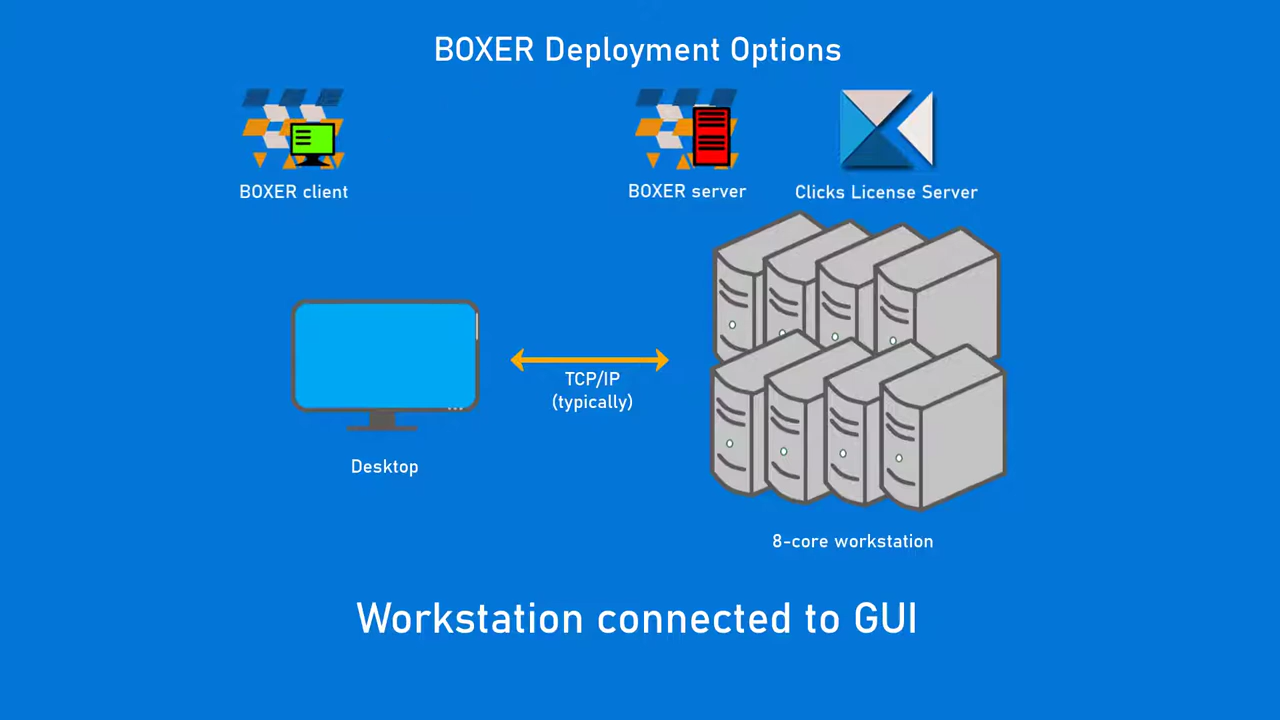 BOXER Deployment Options
BOXER client
BOXER server
Clicks License Server
TCP/IP
(typically)
Desktop
8-core workstation
Workstation connected to GUI